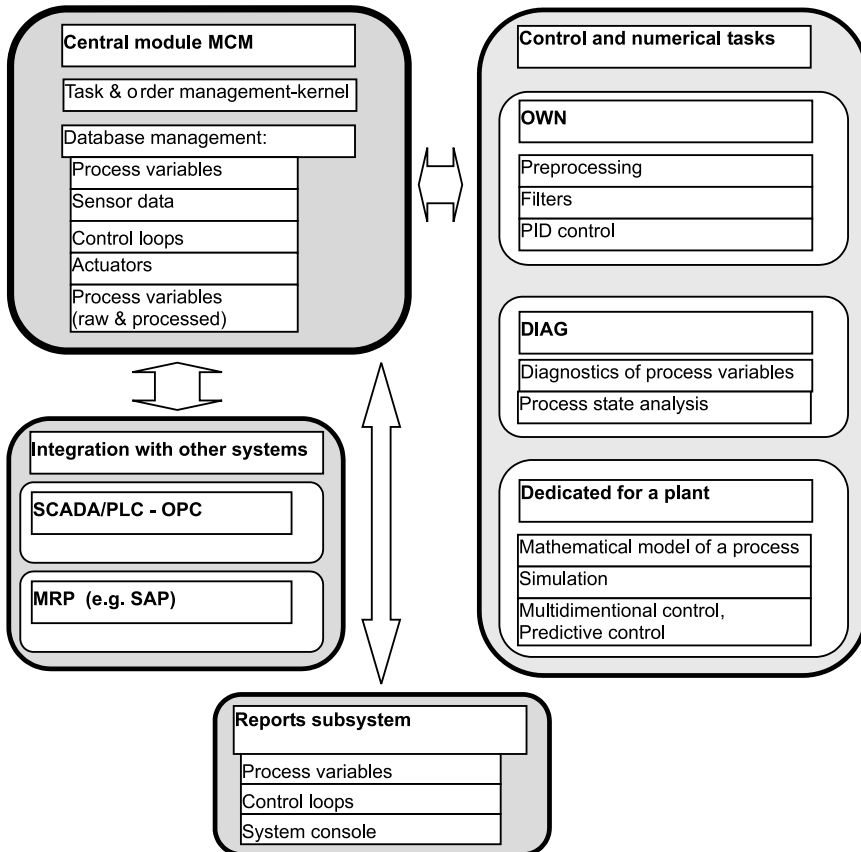 Central module MCM
Task & order management-kernel
Database management:
Process variables
Sensor data
Control loops
Actuators
Process variables
(raw & processed)
Integration with other systems
SCADA/PLC - OPC
MRP (e.g. SAP)
Control and numerical tasks
OWN
Preprocessing
Filters
PID control
DIAG
Diagnostics of process variables
Process state analysis
Dedicated for a plant
Mathematical model of a process
Simulation
Multidimentional control,
Predictive control
Reports subsystem
Process variables
Control loops
System console